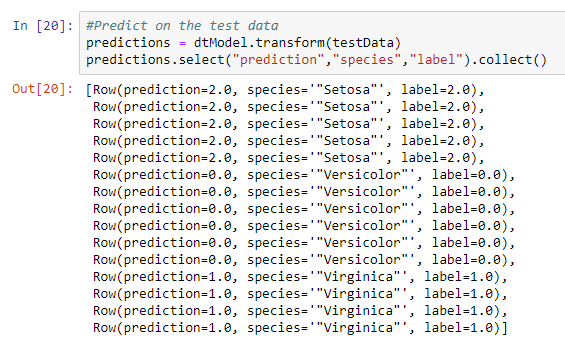 In [20]: #Predict on the test data
predictions = dtModel.transform(testData)
predictions.select("prediction","species","label").collect()
Out[20]: [Row(prediction=2.0, species='"Setosa"', label=2.0),
Row(prediction=2.0, species='"Setosa"', label=2.0),
Row(prediction=2.0, species='"Setosa"', label=2.0),
Row(prediction=2.0, species='"Setosa"', label=2.0),
Row(prediction=2.0, species='"Setosa"', label=2.0),
Row(prediction=0.0, species='"Versicolor"', label=0.0),
Row(prediction=0.0, species='"Versicolor"', label=0.0),
Row(prediction=0.0, species='"Versicolor"', label=0.0),
Row(prediction=0.0, species='"Versicolor"', label=0.0),
Row(prediction=0.0, species='"Versicolor"', label=0.0),
Row(prediction=0.0, species='"Versicolor"', label=0.0),
Row(prediction=1.0, species='"Virginica"', label=1.0),
Row(prediction=1.0, species='"Virginica"', label=1.0),
Row(prediction=1.0, species='"Virginica"', label=1.0),
Row(prediction=1.0, species='"Virginica"', label=1.0)]